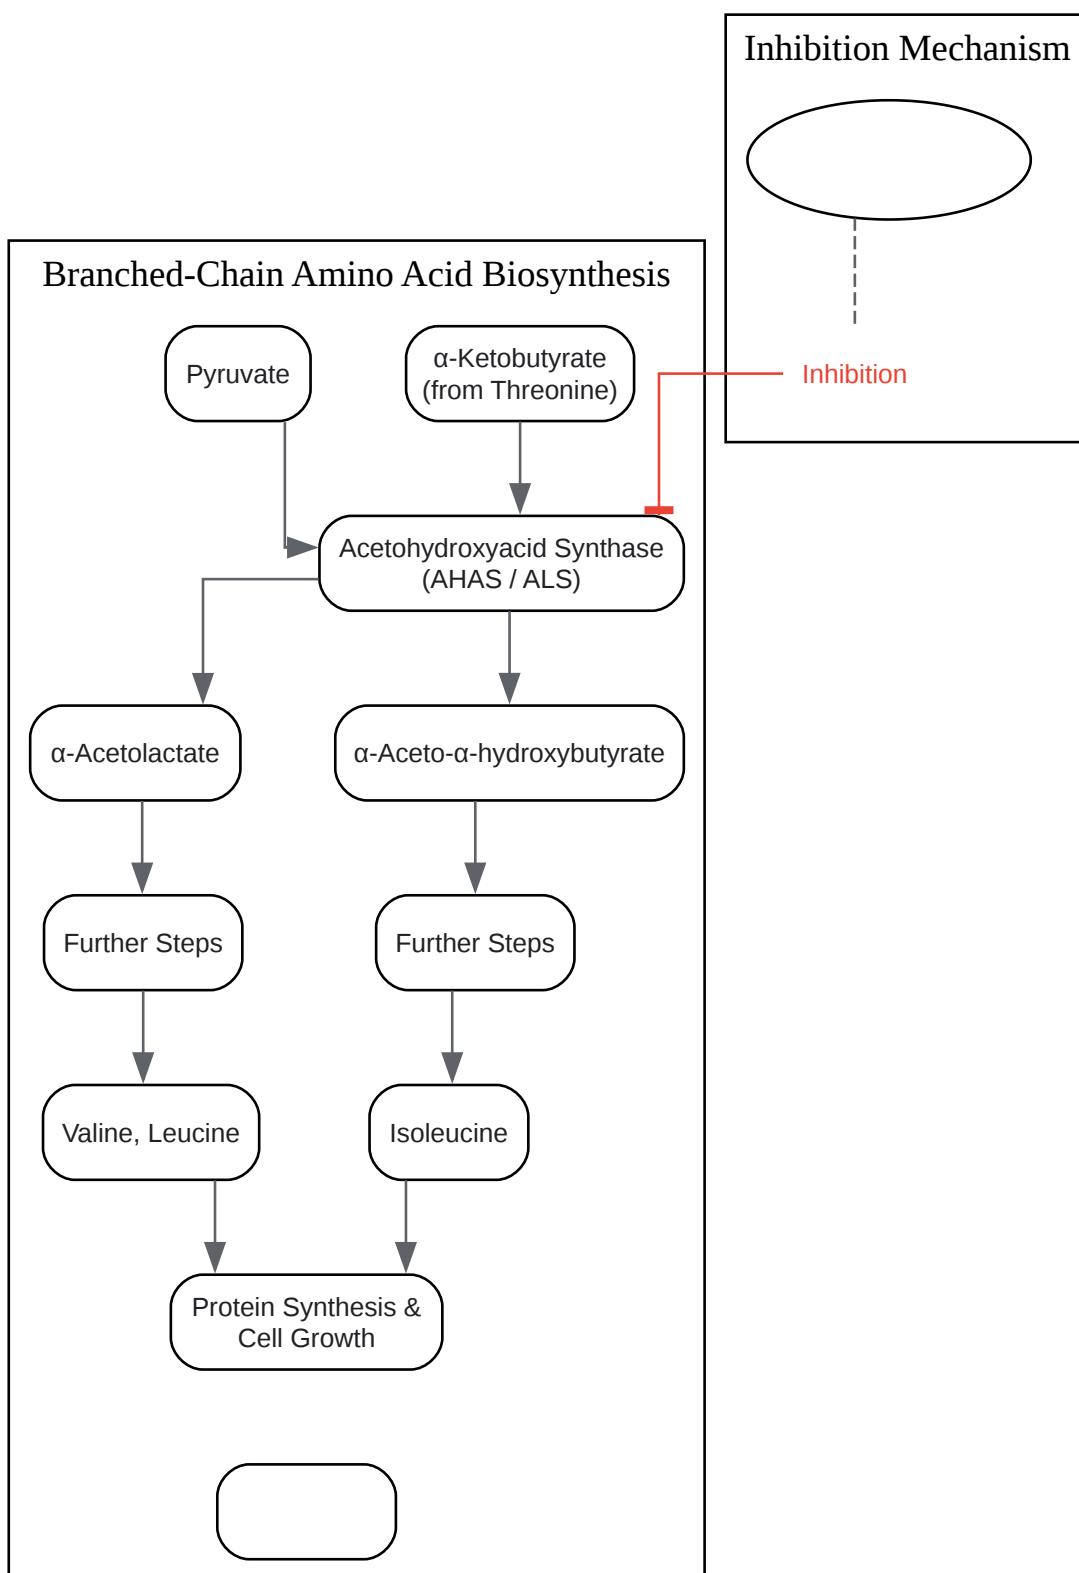 Inhibition Mechanism
Branched-Chain Amino Acid Biosynthesis
Pyruvate
α-Ketobutyrate
(from Threonine)
Inhibition
Acetohydroxyacid Synthase
(AHAS / ALS)
α-Acetolactate
α-Aceto-α-hydroxybutyrate
Further Steps
Further Steps
Valine, Leucine
Isoleucine
Protein Synthesis &
Cell Growth